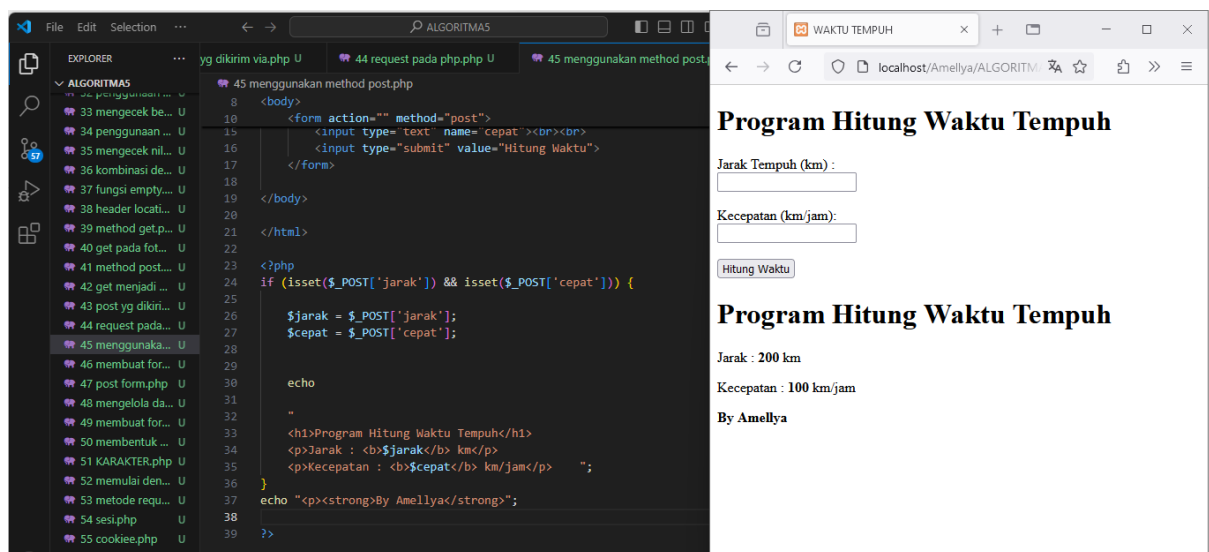 File Edit Selection ··· ALGORITMA5
EXPLORER ···
ALGORITMA5
33 mengecek be... U
34 penggunaan ... U
35 mengecek nil... U
36 kombinasi de... U
37 fungsi empty.... U
38 header locati... U
39 method get.p... U
40 get pada fot... U
41 method post.... U
42 get menjadi ... U
43 post yg dikiri... U
44 request pada... U
45 menggunaka... U
46 membuat for... U
47 post form.php U
48 mengelola da... U
49 membuat for... U
50 membentuk ... U
51 KARAKTER.php U
52 memulai den... U
53 metode requ... U
54 sesi.php U
55 cookiee.php U
57
yg dikirim via.php U 44 request pada php.php U 45 menggunakan method post.p
45 menggunakan method post.php
8 <body>
10 <form action="" method="post">
15 <input type="text" name="cepat"><br><br>
16 <input type="submit" value="Hitung Waktu">
17 </form>
18
19 </body>
20
21 </html>
22
23 <?php
24 if (isset($_POST['jarak']) && isset($_POST['cepat'])) {
25
26 $jarak = $_POST['jarak'];
27 $cepat = $_POST['cepat'];
28
29
30 echo
31
32 "
33 <h1>Program Hitung Waktu Tempuh</h1>
34 <p>Jarak : <b>$jarak</b> km</p>
35 <p>Kecepatan : <b>$cepat</b> km/jam</p> ";
36 }
37 echo "<p><strong>By Amellya</strong>";
38
39 ?>
WAKTU TEMPUH
localhost/Amellya/ALGORITM
Program Hitung Waktu Tempuh
Jarak Tempuh (km) :
Kecepatan (km/jam):
Hitung Waktu
Program Hitung Waktu Tempuh
Jarak : 200 km
Kecepatan : 100 km/jam
By Amellya